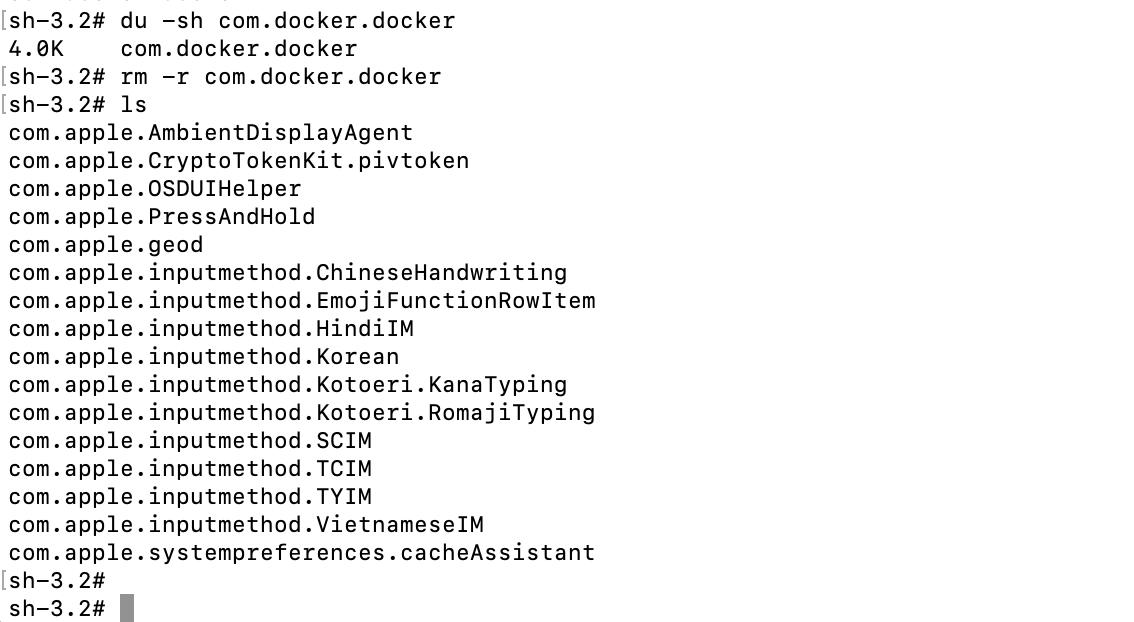 [sh-3.2# du -sh com.docker.docker
4.0K    com.docker.docker
[sh-3.2# rm -r com.docker.docker
[sh-3.2# ls
com.apple.AmbientDisplayAgent
com.apple.CryptoTokenKit.pivtoken
com.apple.OSDUIHelper
com.apple.PressAndHold
com.apple.geod
com.apple.inputmethod.ChineseHandwriting
com.apple.inputmethod.EmojiFunctionRowItem
com.apple.inputmethod.HindiIM
com.apple.inputmethod.Korean
com.apple.inputmethod.Kotoeri.KanaTyping
com.apple.inputmethod.Kotoeri.RomajiTyping
com.apple.inputmethod.SCIM
com.apple.inputmethod.TCIM
com.apple.inputmethod.TYIM
com.apple.inputmethod.VietnameseIM
com.apple.systempreferences.cacheAssistant
[sh-3.2#
sh-3.2#